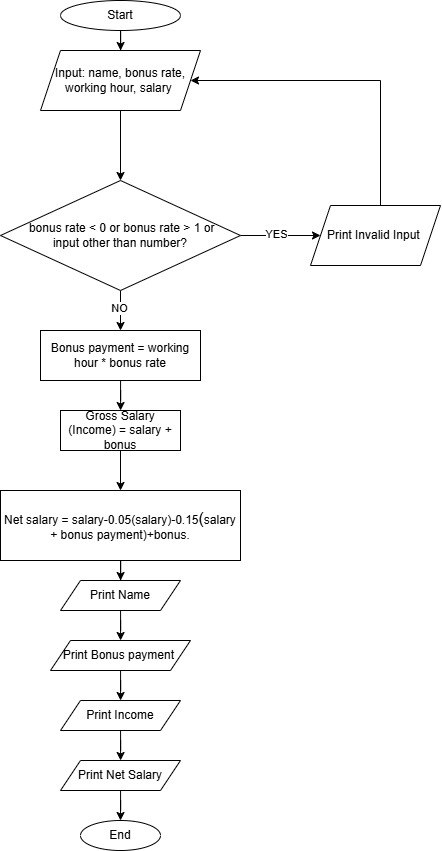 Start
Input: name, bonus rate,
working hour, salary
bonus rate < 0 or bonus rate > 1 or
input other than number?
YES
Print Invalid Input
NO
Bonus payment = working
hour * bonus rate
Gross Salary
(Income) = salary +
bonus
Net salary = salary-0.05(salary)-0.15(salary
+ bonus payment)+bonus.
Print Name
Print Bonus payment
Print Income
Print Net Salary
End